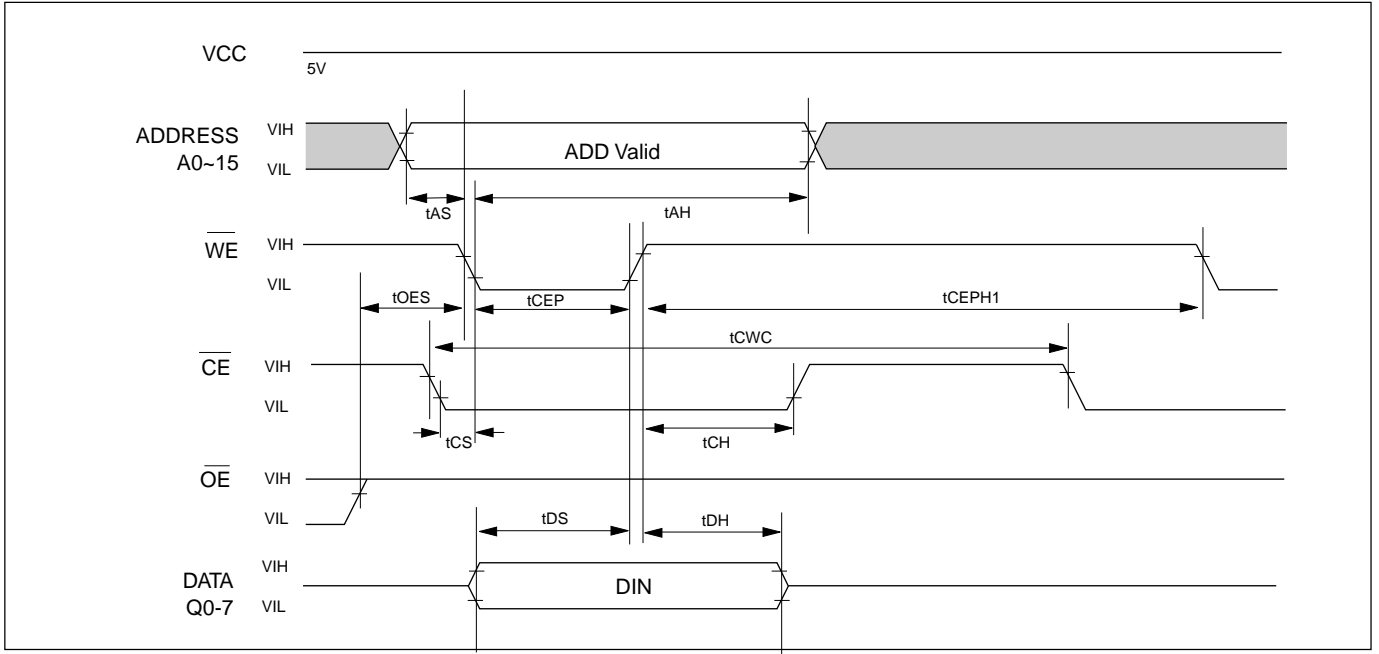 VCC
5V
ADDRESS
A0~15
VIH
VIL
ADD Valid
tAS
tAH
WE
VIH
VIL
tOES
tCEP
tCEPH1
tCWC
CE
VIH
VIL
tCS
tCH
OE
VIH
VIL
tDS
tDH
DATA
Q0-7
VIH
VIL
DIN